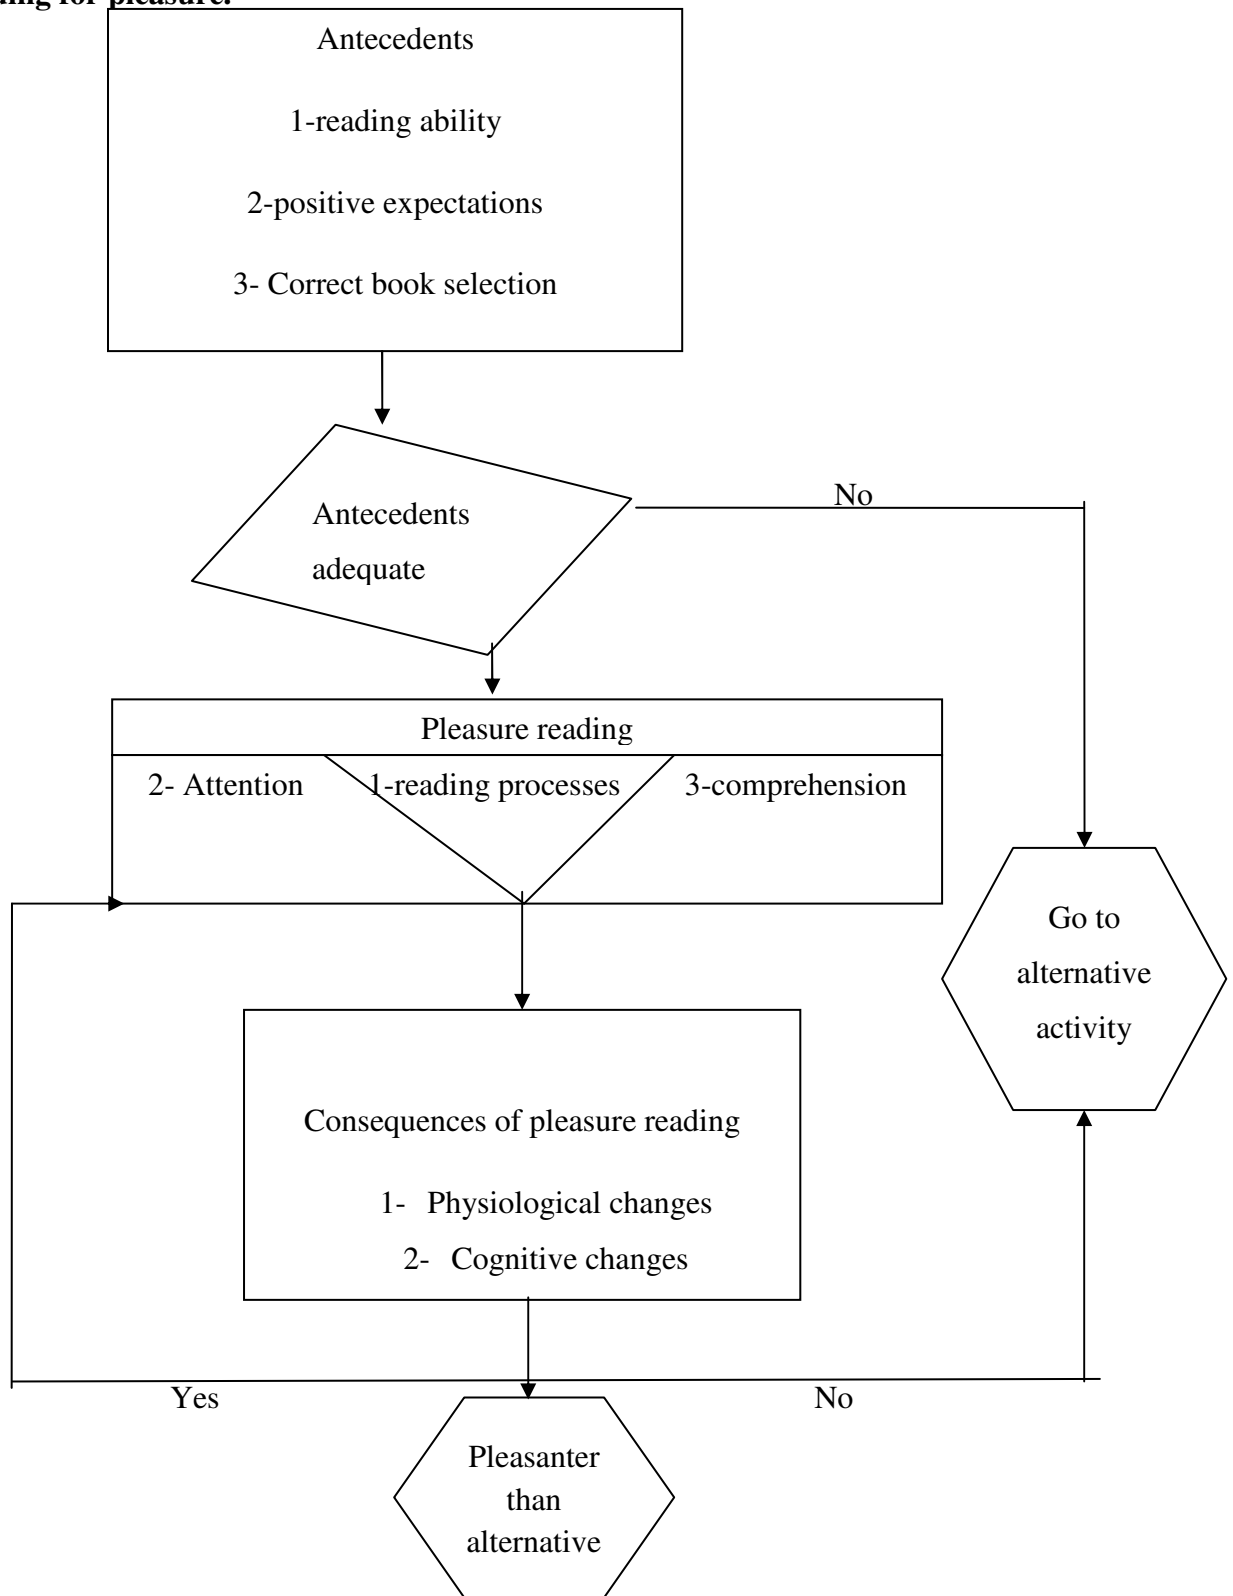 for pleasure.
Antecedents
1-reading ability
2-positive expectations
3- Correct book selection
Antecedents
adequate
No
Pleasure reading
2- Attention
1-reading processes
3-comprehension
Go to
alternative
activity
Consequences of pleasure reading
1- Physiological changes
2- Cognitive changes
Yes
No
Pleasanter
than
alternative